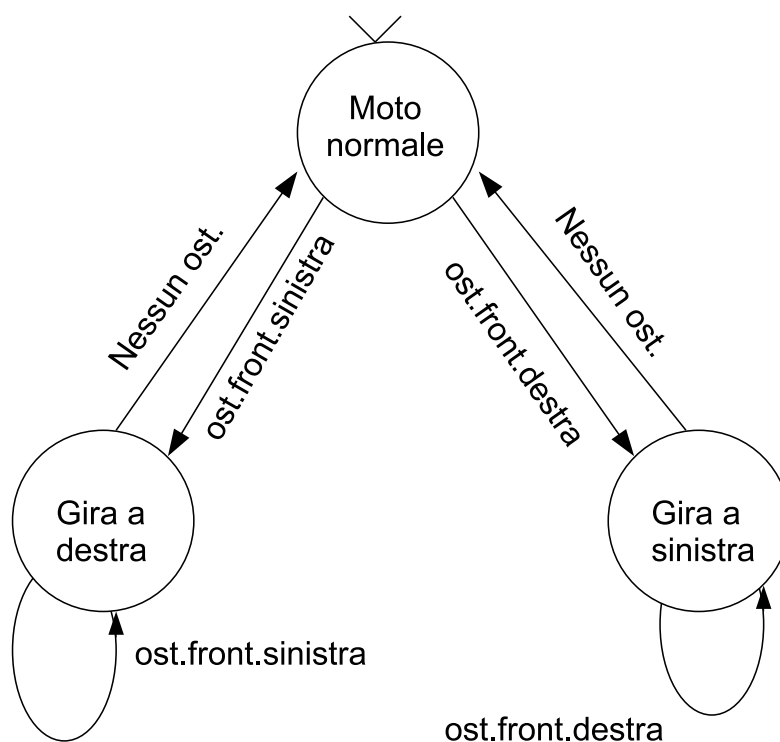 Moto
normale
Nessun ost.
ost.front.sinistra
ost.front.destra
Nessun ost.
Gira a
destra
Gira a
sinistra
ost.front.sinistra
ost.front.destra